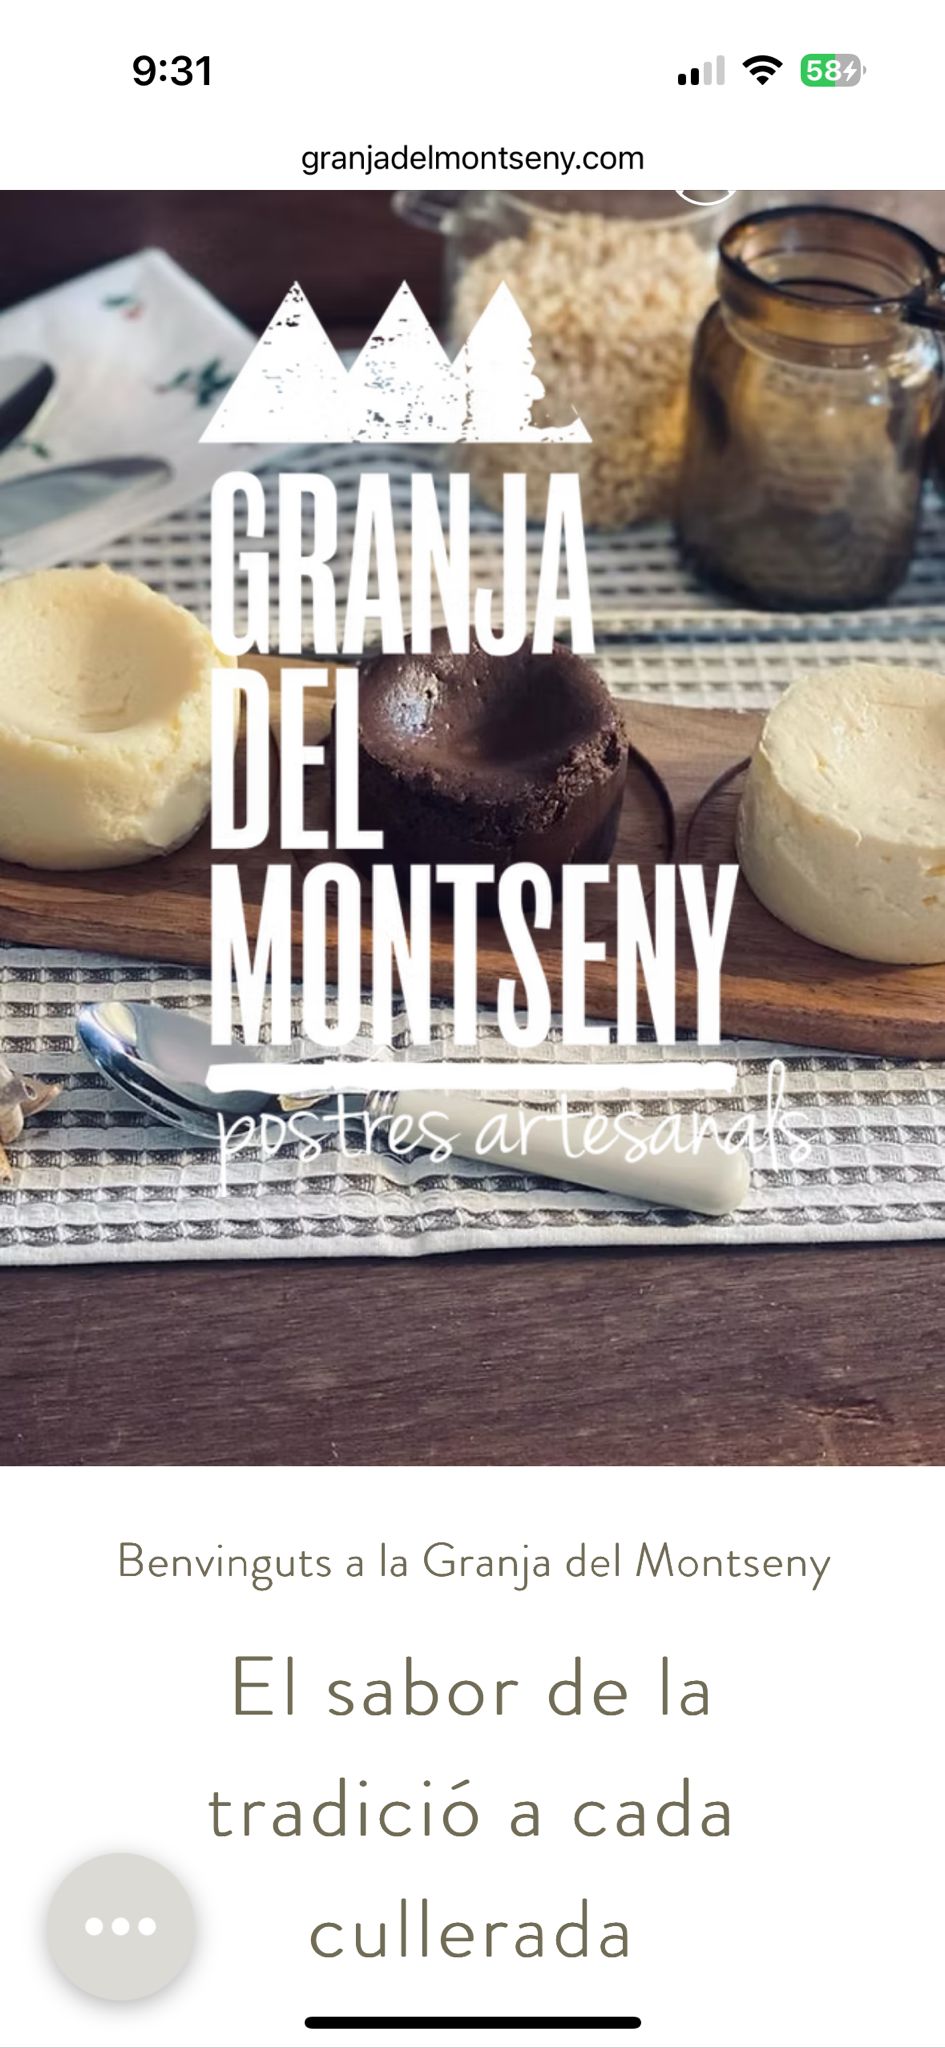 9:31
58
granjadelmontseny.com
GRANJA
DEL
MONTSENY
postres artesanals
Benvinguts a la Granja del Montseny
El sabor de la
tradició a cada
cullerada